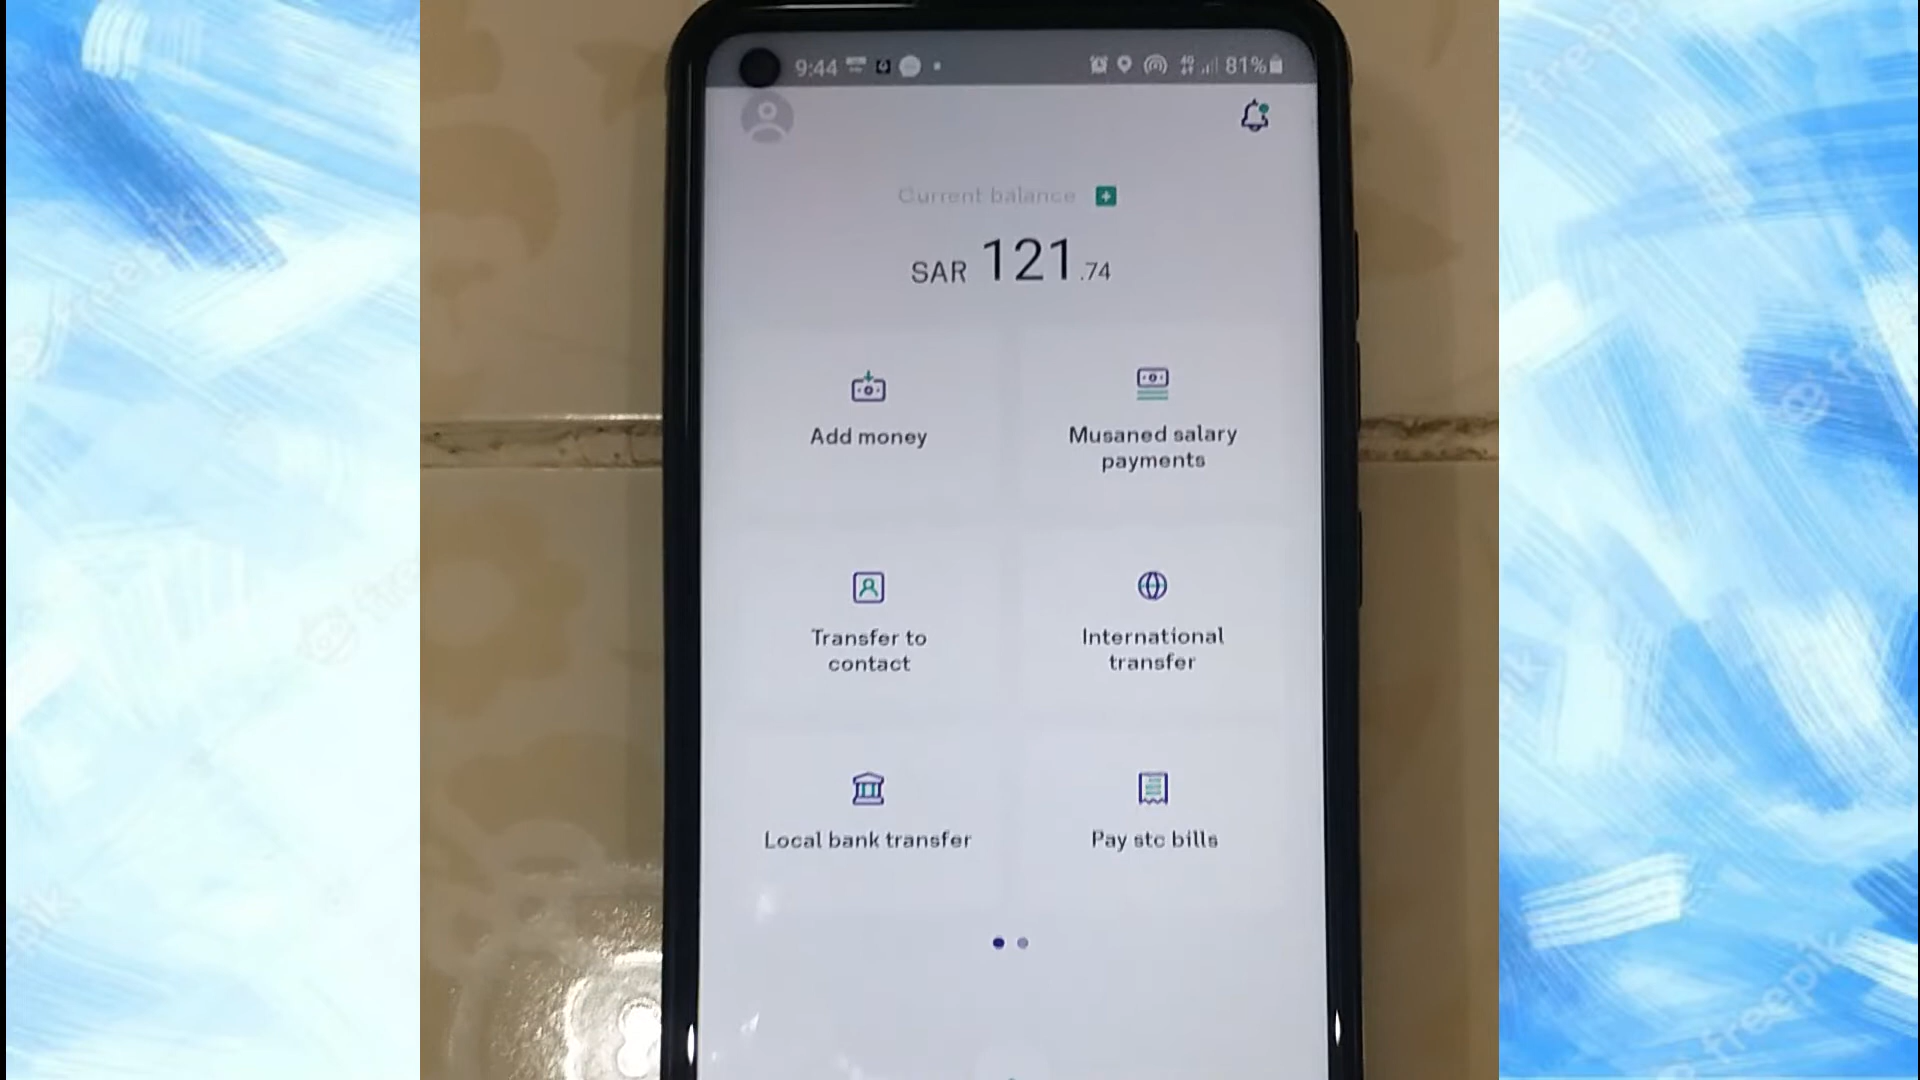 9:44
81%
Current balance
SAR 121.74
Add money
Musaned salary
payments
Transfer to
contact
International
transfer
Local bank transfer
Pay stc bills
freepik